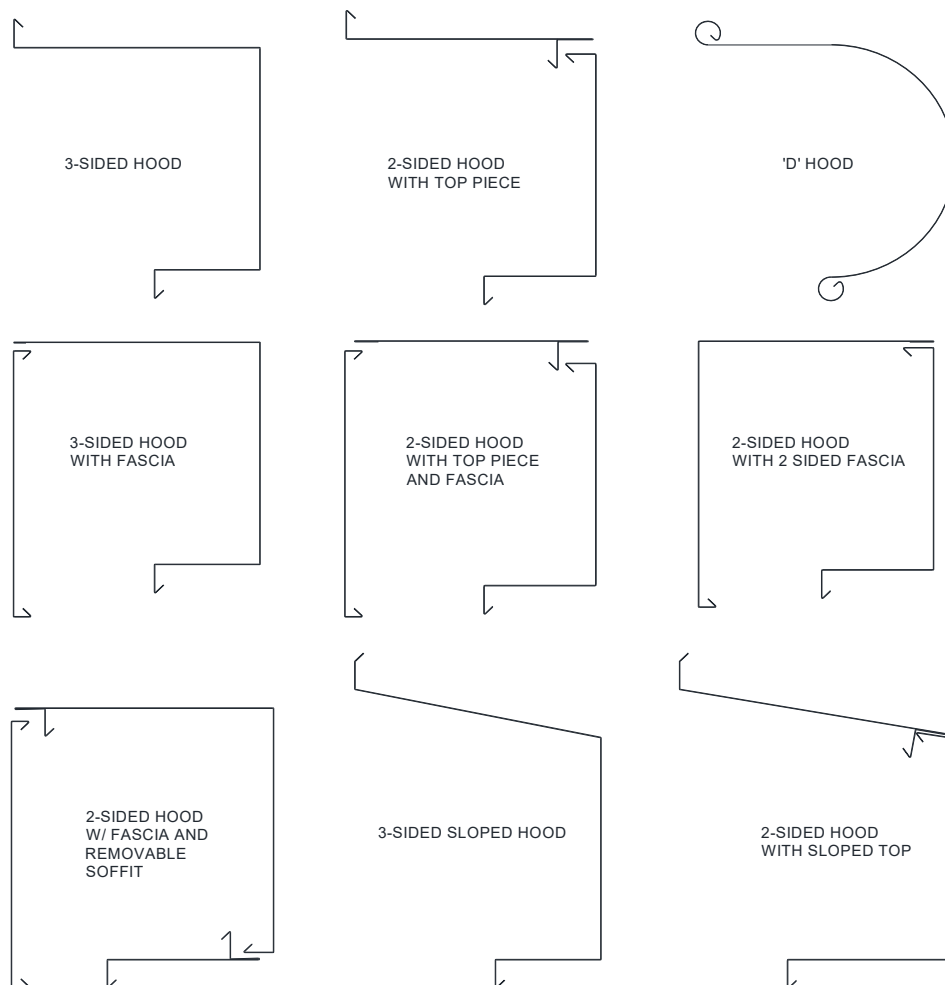 3-SIDED HOOD
2-SIDED HOOD
WITH TOP PIECE
'D' HOOD
3-SIDED HOOD
WITH FASCIA
2-SIDED HOOD
WITH TOP PIECE
AND FASCIA
2-SIDED HOOD
WITH 2 SIDED FASCIA
2-SIDED HOOD
W/ FASCIA AND
REMOVABLE
SOFFIT
3-SIDED SLOPED HOOD
2-SIDED HOOD
WITH SLOPED TOP